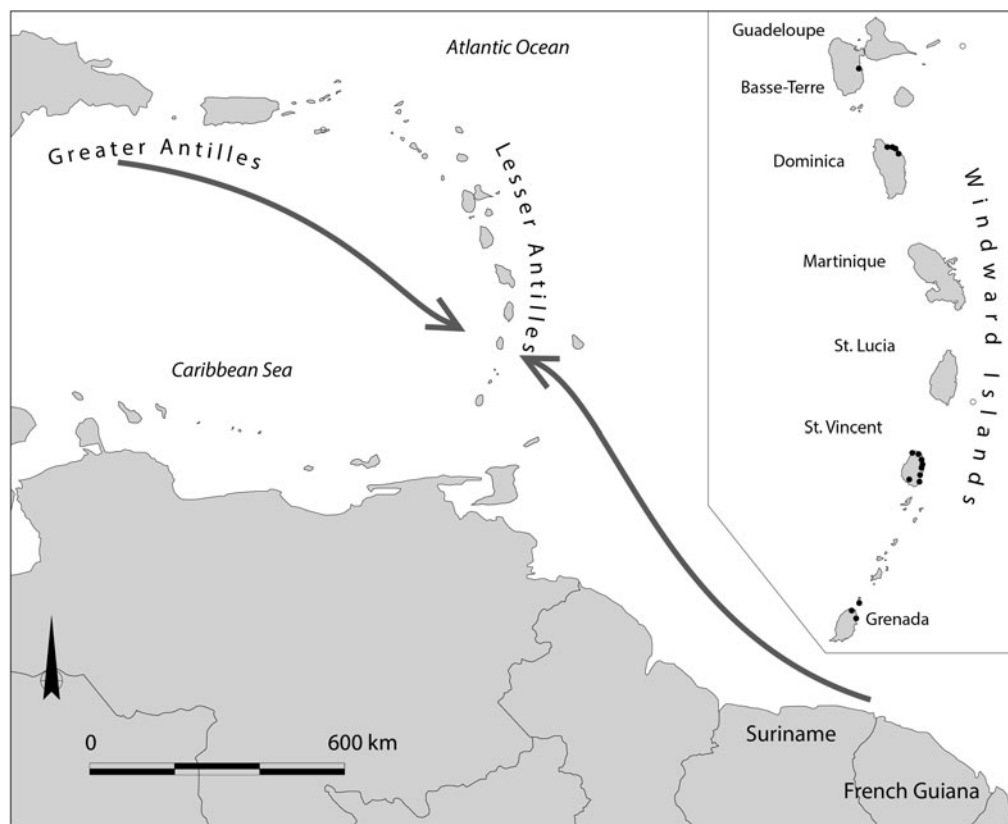 Atlantic Ocean
Greater Antilles
Lesser Antilles
Caribbean Sea
0 600 km
Suriname
French Guiana
Guadeloupe
Basse-Terre
Dominica
Martinique
St. Lucia
St. Vincent
Grenada
Windward Islands